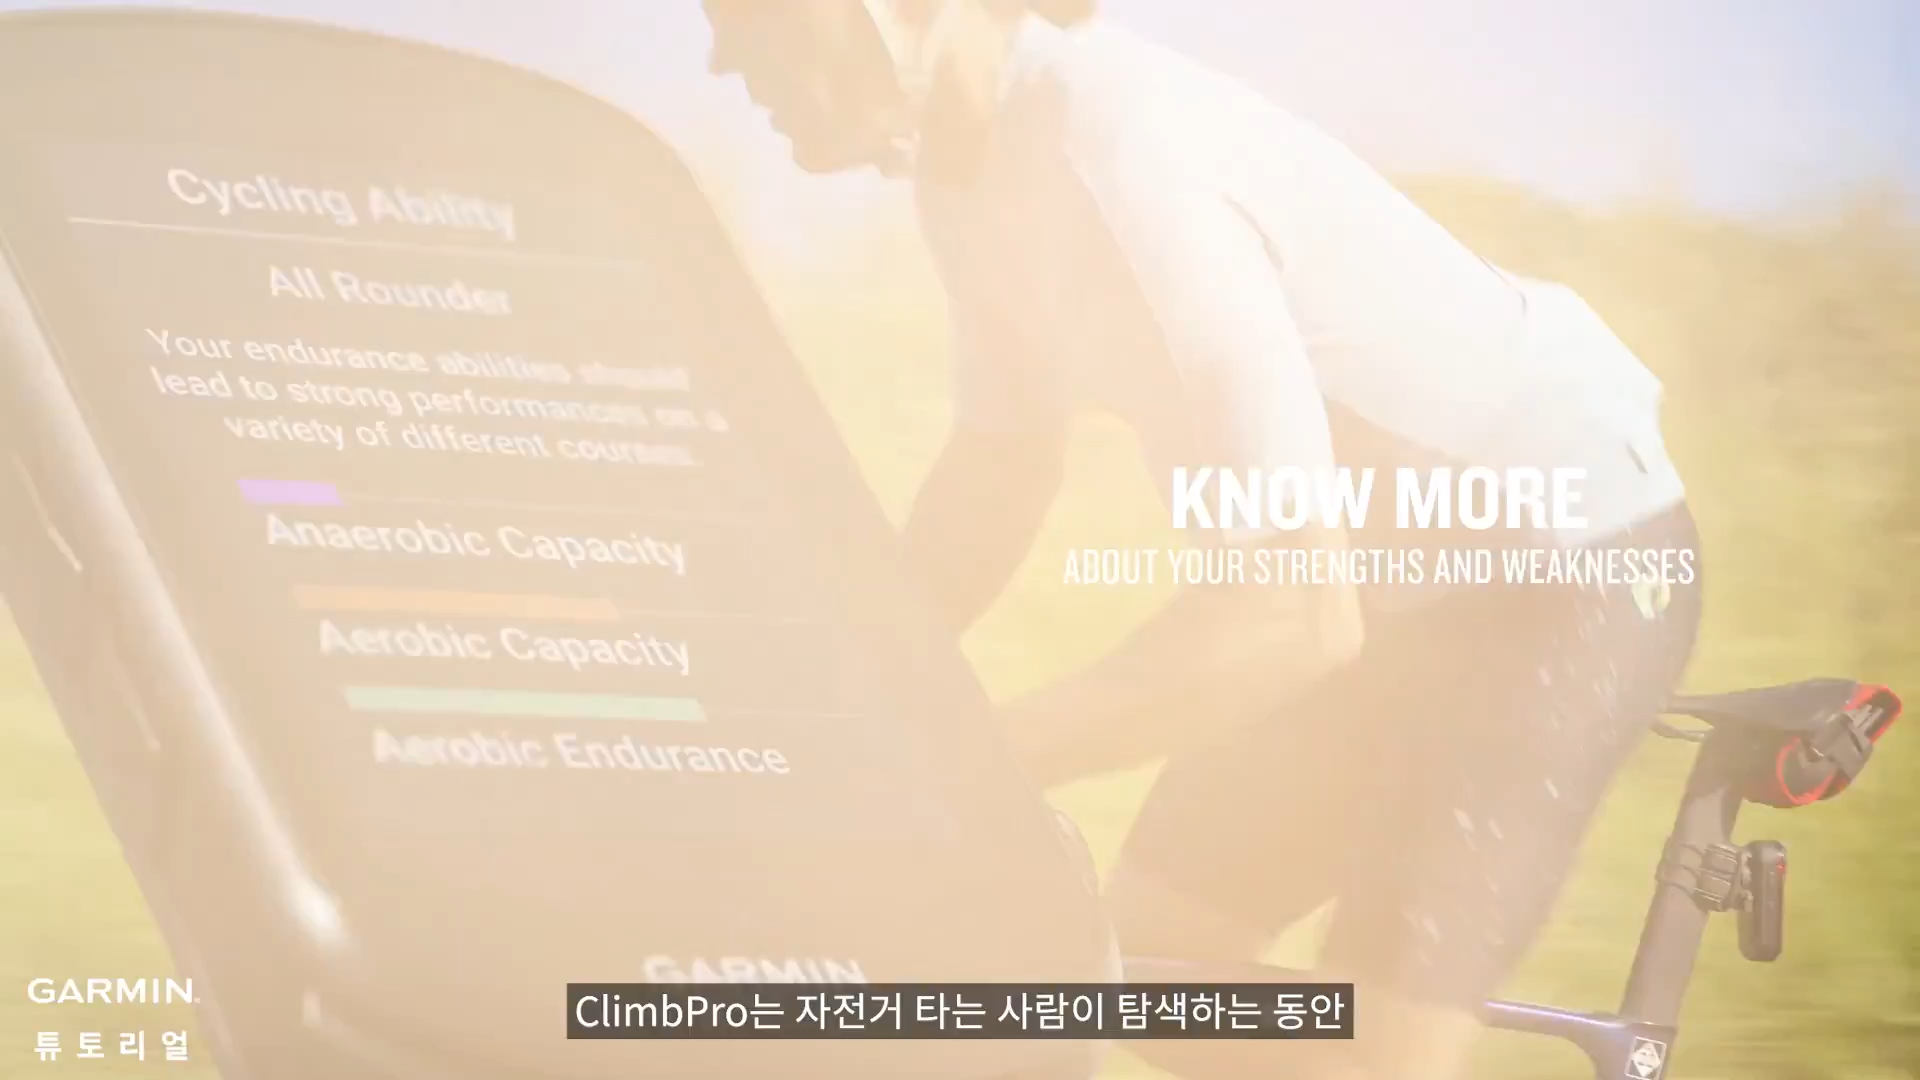 Cycling Ability
All Rounder
Your endurance abilities should
lead to strong performances on a
variety of different courses.
Anaerobic Capacity
Aerobic Capacity
Aerobic Endurance
GARMIN
KNOW MORE
ABOUT YOUR STRENGTHS AND WEAKNESSES
GARMIN
튜토리얼
ClimbPro는 자전거 타는 사람이 탐색하는 동안